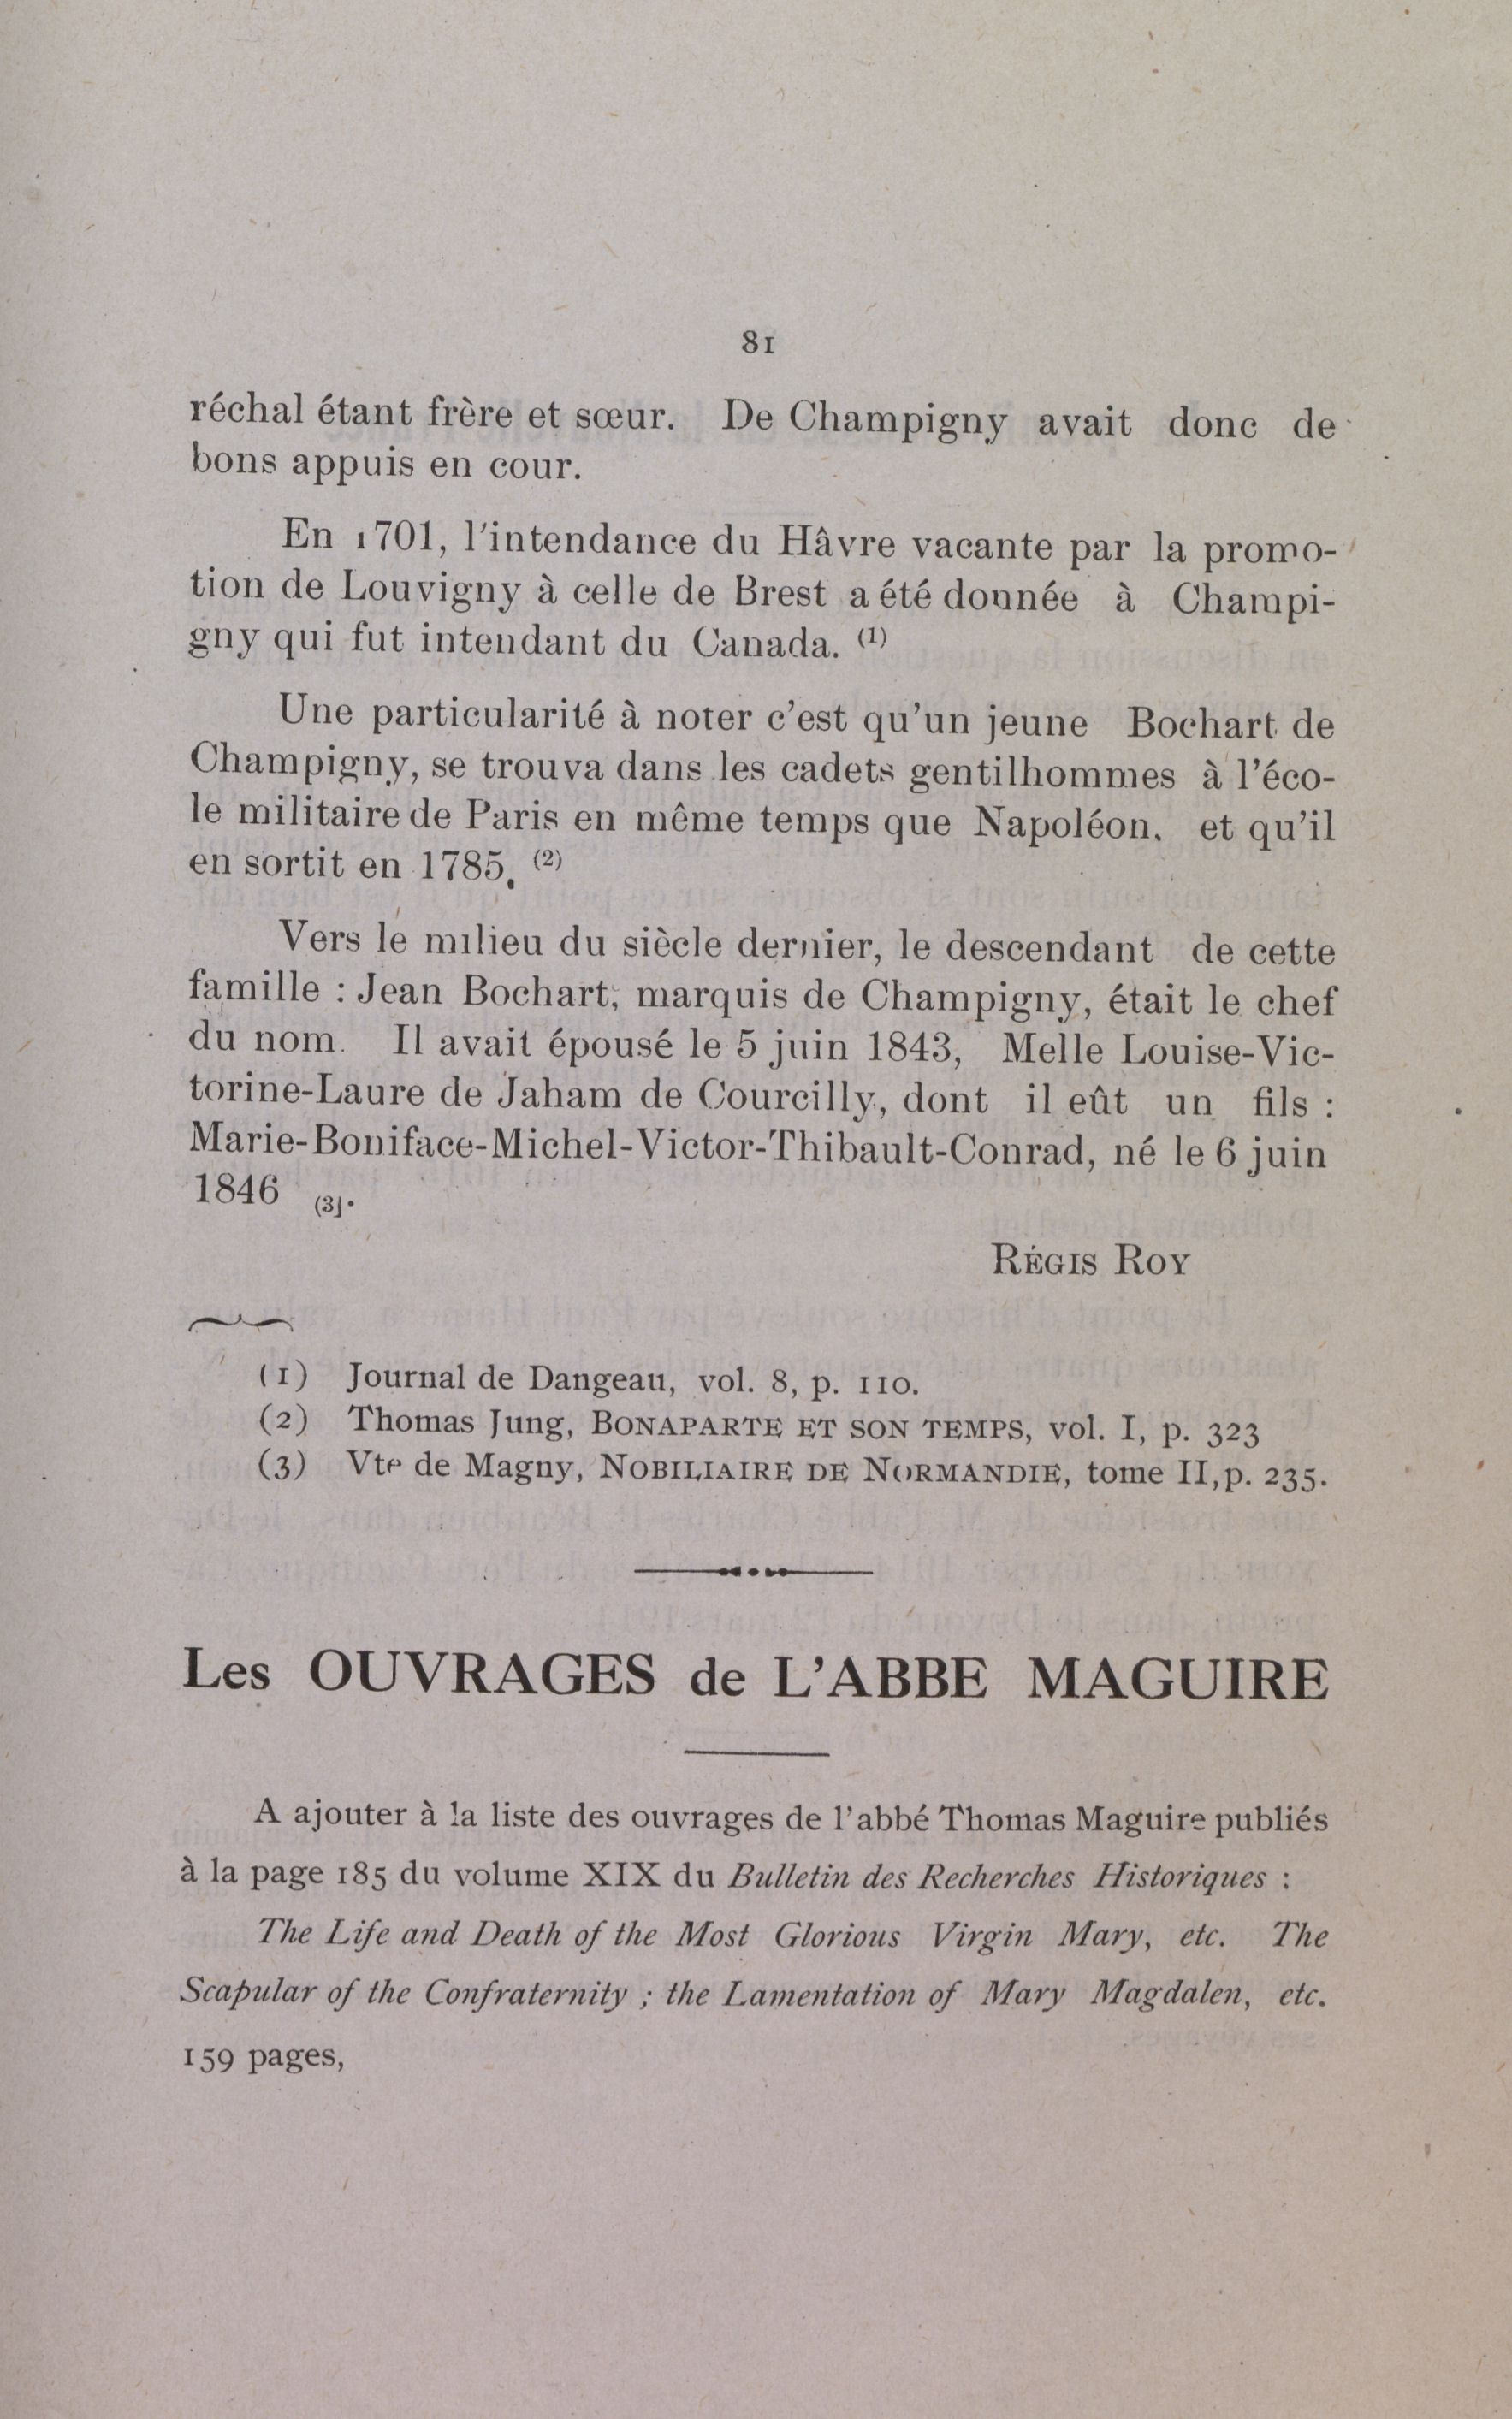 81
réchal étant frère et sœur. De Champigny avait donc de
bons appuis en cour.
En 1701, l'intendance du Hâvre vacante par la promo-
tion de Louvigny à celle de Brest a été donnée à Champi-
gny qui fut intendant du Canada. (1)
Une particularité à noter c'est qu'un jeune Bochart de
Champigny, se trouva dans les cadets gentilhommes à l'éco-
le militaire de Paris en même temps que Napoléon, et qu'il
en sortit en 1785, (2)
Vers le milieu du siècle dernier, le descendant de cette
famille : Jean Bochart, marquis de Champigny, était le chef
du nom. Il avait épousé le 5 juin 1843, Melle Louise-Vic-
torine-Laure de Jaham de Courcilly, dont il eût un fils :
Marie-Boniface-Michel-Victor-Thibault-Conrad, né le 6 juin
1846 (3).
RÉGIS ROY
(1) Journal de Dangeau, vol. 8, p. 110.
(2) Thomas Jung, BONAPARTE ET SON TEMPS, vol. I, p. 323
(3) Vte de Magny, NOBILIAIRE DE NORMANDIE, tome II, p. 235.
Les OUVRAGES de L'ABBE MAGUIRE
A ajouter à la liste des ouvrages de l'abbé Thomas Maguire publiés
à la page 185 du volume XIX du Bulletin des Recherches Historiques :
The Life and Death of the Most Glorious Virgin Mary, etc. The
Scapular of the Confraternity ; the Lamentation of Mary Magdalen, etc.
159 pages,